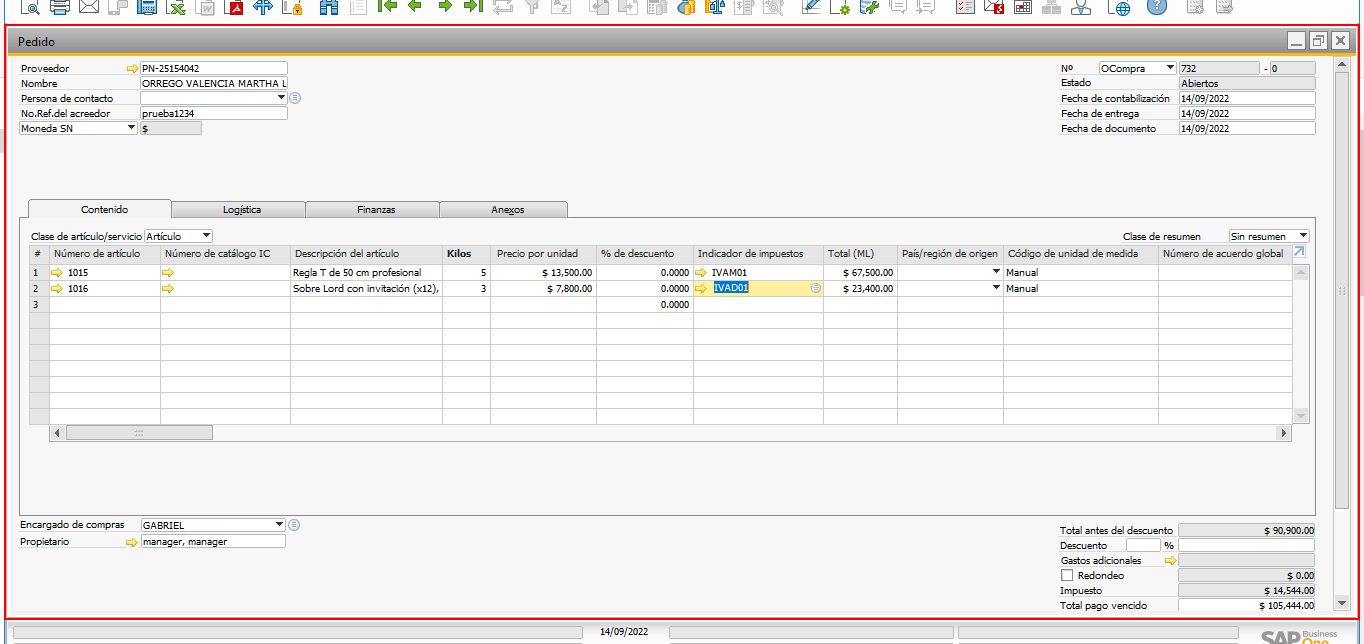 Pedido
Proveedor PN-25154042
Nombre ORREGO VALENCIA MARTHA L
Persona de contacto
No.Ref.del acreedor prueba1234
Moneda SN $
Nº OCompra 732 - 0
Estado Abiertos
Fecha de contabilización 14/09/2022
Fecha de entrega 14/09/2022
Fecha de documento 14/09/2022
Contenido Logística Finanzas Anexos
Clase de artículo/servicio Artículo Clase de resumen Sin resumen
# Número de artículo Número de catálogo IC Descripción del artículo Kilos Precio por unidad % de descuento Indicador de impuestos Total (ML) País/región de origen Código de unidad de medida Número de acuerdo global
1 1015 Regla T de 50 cm profesional 5 $ 13,500.00 0.0000 IVAM01 $ 67,500.00 Manual
2 1016 Sobre Lord con invitación (x12), 3 $ 7,800.00 0.0000 IVAD01 $ 23,400.00 Manual
3 0.0000
Encargado de compras GABRIEL
Propietario manager, manager
Total antes del descuento $ 90,900.00
Descuento %
Gastos adicionales
Redondeo $ 0.00
Impuesto $ 14,544.00
Total pago vencido $ 105,444.00
14/09/2022
SAP Business One